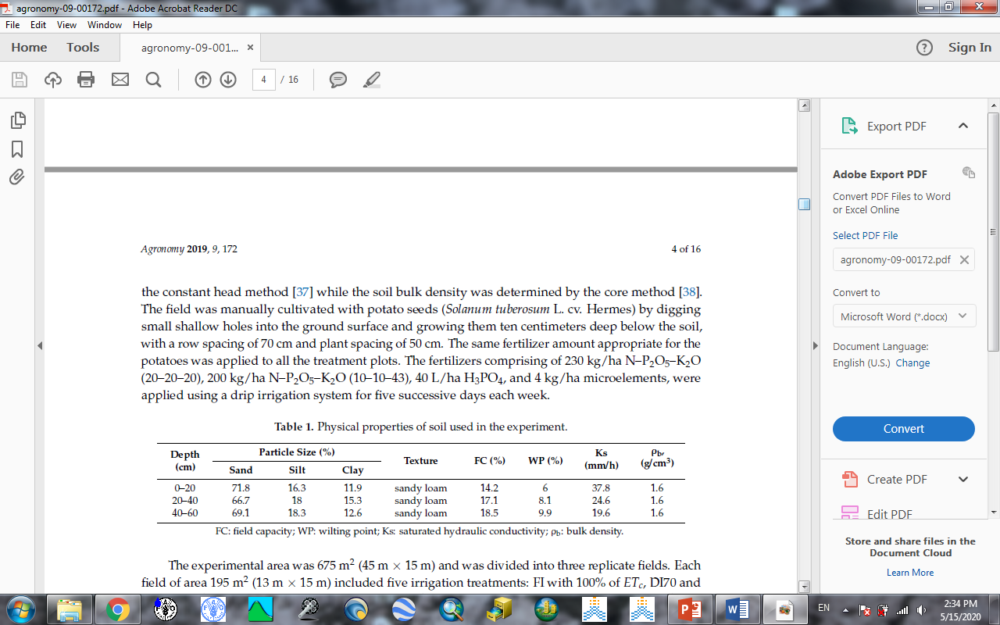 agronomy-09-00172.pdf - Adobe Acrobat Reader DC
File Edit View Window Help
Home Tools agronomy-09-001... × Sign In
4 / 16
Export PDF
Adobe Export PDF
Convert PDF Files to Word
or Excel Online
Select PDF File
agronomy-09-00172.pdf
Convert to
Microsoft Word (*.docx)
Document Language:
English (U.S.) Change
Convert
Create PDF
Edit PDF
Store and share files in the
Document Cloud
Learn More
Agronomy 2019, 9, 172 4 of 16
the constant head method [37] while the soil bulk density was determined by the core method [38].
The field was manually cultivated with potato seeds (Solanum tuberosum L. cv. Hermes) by digging
small shallow holes into the ground surface and growing them ten centimeters deep below the soil,
with a row spacing of 70 cm and plant spacing of 50 cm. The same fertilizer amount appropriate for the
potatoes was applied to all the treatment plots. The fertilizers comprising of 230 kg/ha N–P₂O₅–K₂O
(20–20–20), 200 kg/ha N–P₂O₅–K₂O (10–10–43), 40 L/ha H₃PO₄, and 4 kg/ha microelements, were
applied using a drip irrigation system for five successive days each week.
Table 1. Physical properties of soil used in the experiment.
Depth (cm) Particle Size (%) Texture FC (%) WP (%) Ks (mm/h) ρb, (g/cm³)
Sand Silt Clay
0–20 71.8 16.3 11.9 sandy loam 14.2 6 37.8 1.6
20–40 66.7 18 15.3 sandy loam 17.1 8.1 24.6 1.6
40–60 69.1 18.3 12.6 sandy loam 18.5 9.9 19.6 1.6
FC: field capacity; WP: wilting point; Ks: saturated hydraulic conductivity; ρb: bulk density.
The experimental area was 675 m² (45 m × 15 m) and was divided into three replicate fields. Each
field of area 195 m² (13 m × 15 m) included five irrigation treatments: FI with 100% of ETc, DI70 and
EN
2:34 PM
5/15/2020